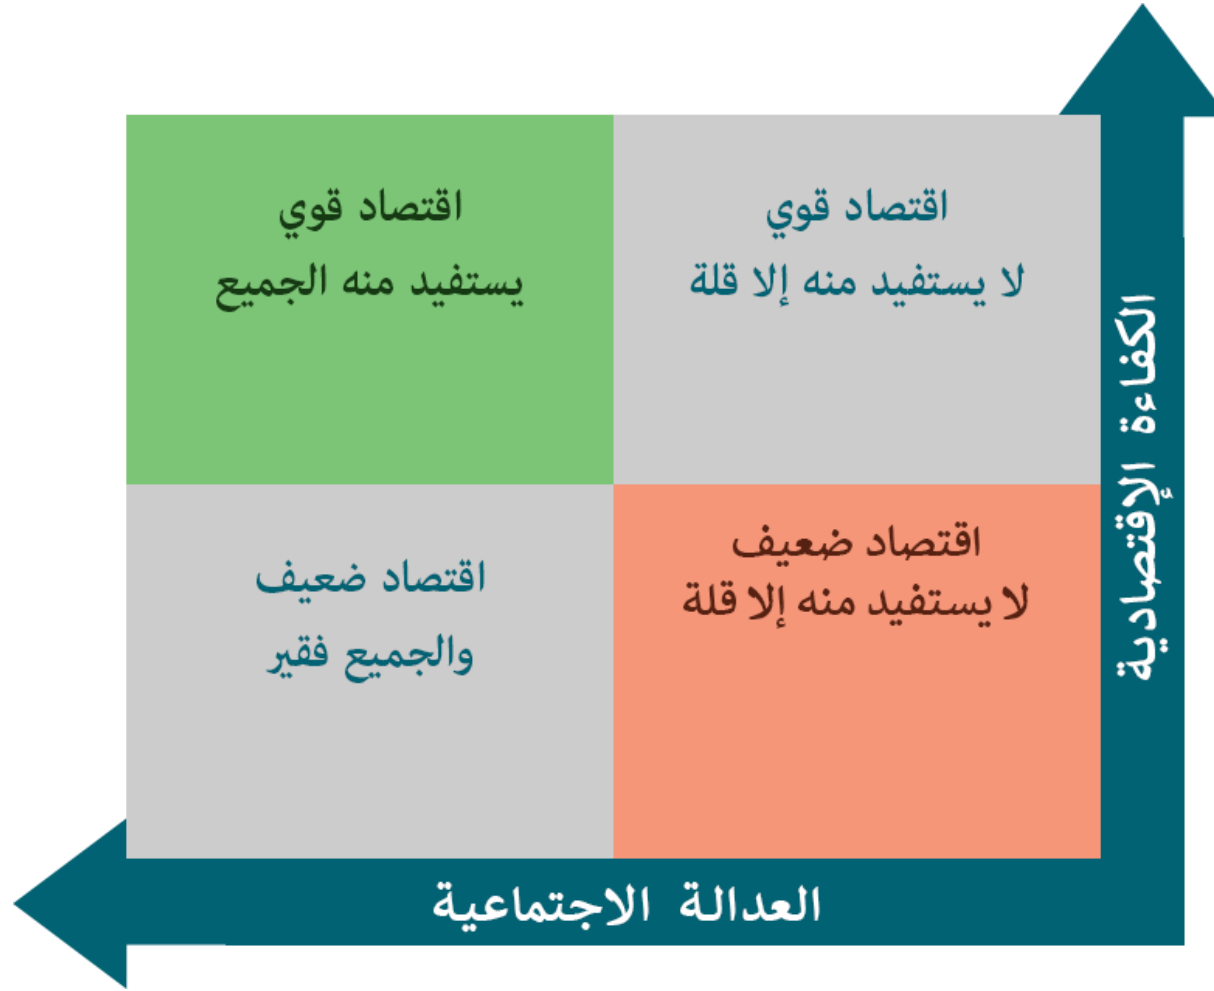 اقتصاد قوي
لا يستفيد منه إلا قلة
اقتصاد قوي
يستفيد منه الجميع
اقتصاد ضعيف
لا يستفيد منه إلا قلة
اقتصاد ضعيف
والجميع فقير
الكفاءة الإقتصادية
العدالة الاجتماعية